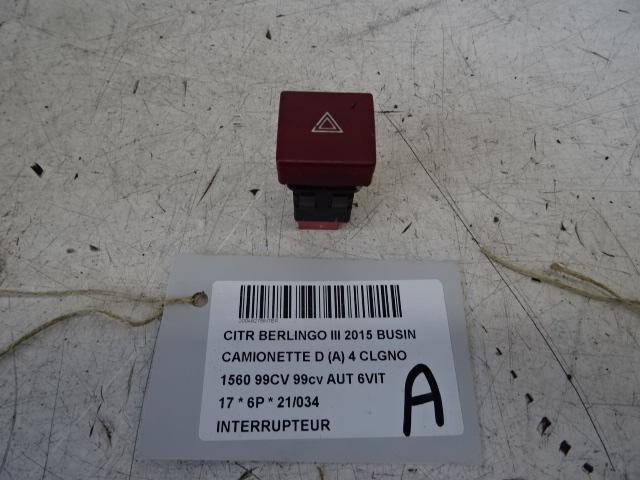 CITR BERLINGO III 2015 BUSIN
CAMIONETTE D (A) 4 CLGNO
1560 99CV 99cv AUT 6VIT
17 * 6P * 21/034
INTERRUPTEUR
A